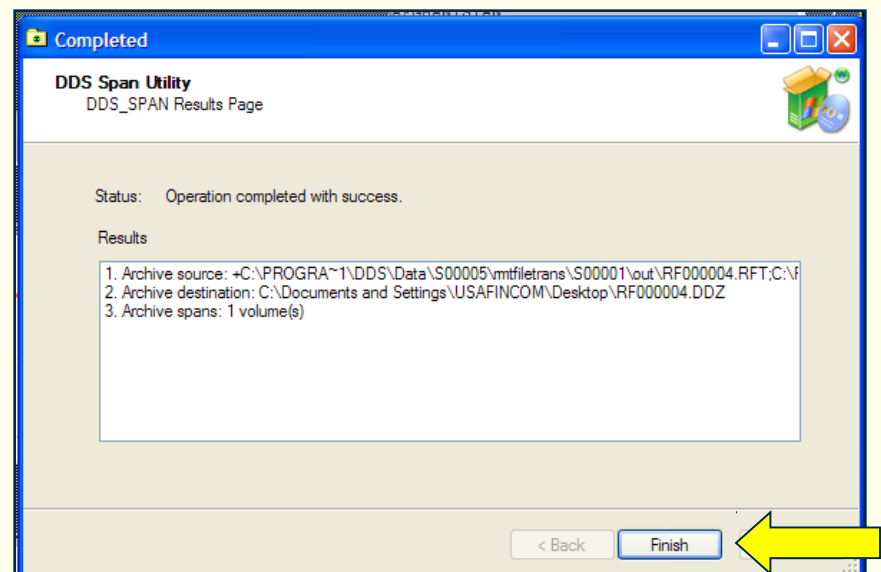 Completed
DDS Span Utility
DDS_SPAN Results Page
Status: Operation completed with success.
Results
1. Archive source: +C:\PROGRA~1\DDS\Data\S00005\mtfiletrans\S00001\out\RF000004.RFT;C:\F
2. Archive destination: C:\Documents and Settings\USAFINCOM\Desktop\RF000004.DDZ
3. Archive spans: 1 volume(s)
< Back Finish